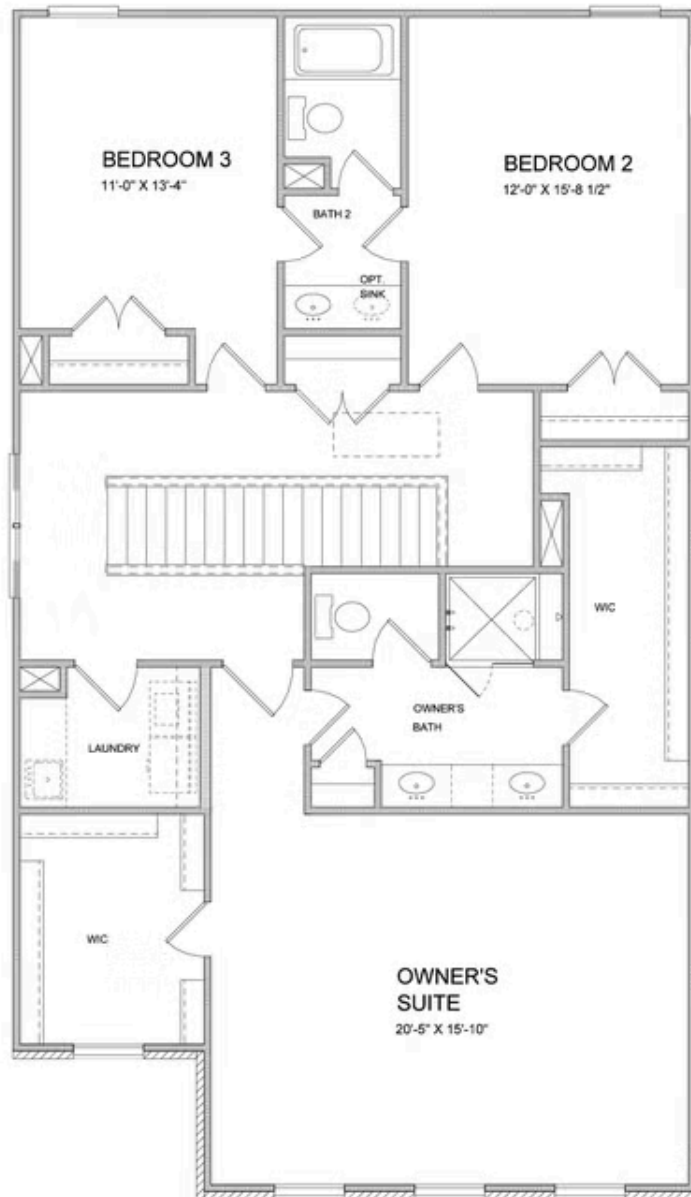 BEDROOM 3
11'-0" X 13'-4"
BEDROOM 2
12'-0" X 15'-8 1/2"
BATH 2
OPT.
SINK
WIC
OWNER'S
BATH
LAUNDRY
WIC
OWNER'S
SUITE
20'-5" X 15'-10"